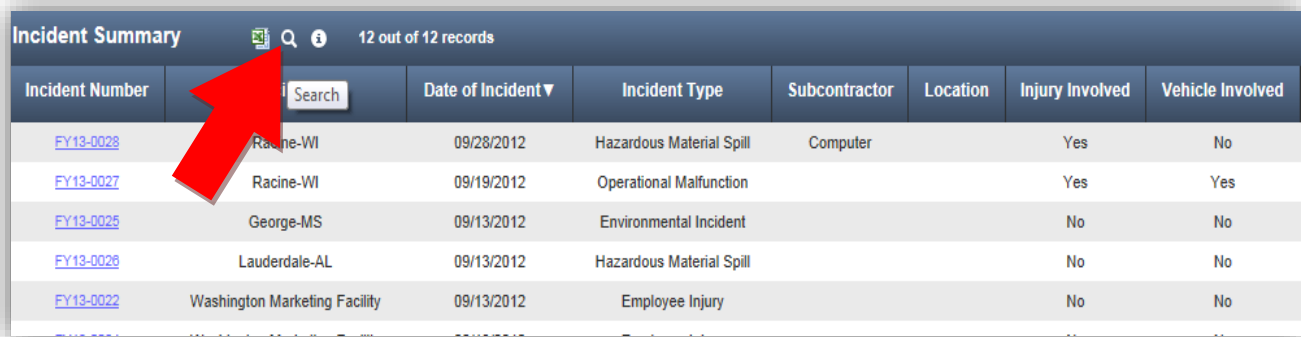 Incident Summary 12 out of 12 records
Incident Number Date of Incident▼ Incident Type Subcontractor Location Injury Involved Vehicle Involved
Search
FY13-0028 Racine-WI 09/28/2012 Hazardous Material Spill Computer Yes No
FY13-0027 Racine-WI 09/19/2012 Operational Malfunction Yes Yes
FY13-0025 George-MS 09/13/2012 Environmental Incident No No
FY13-0026 Lauderdale-AL 09/13/2012 Hazardous Material Spill No No
FY13-0022 Washington Marketing Facility 09/13/2012 Employee Injury No No